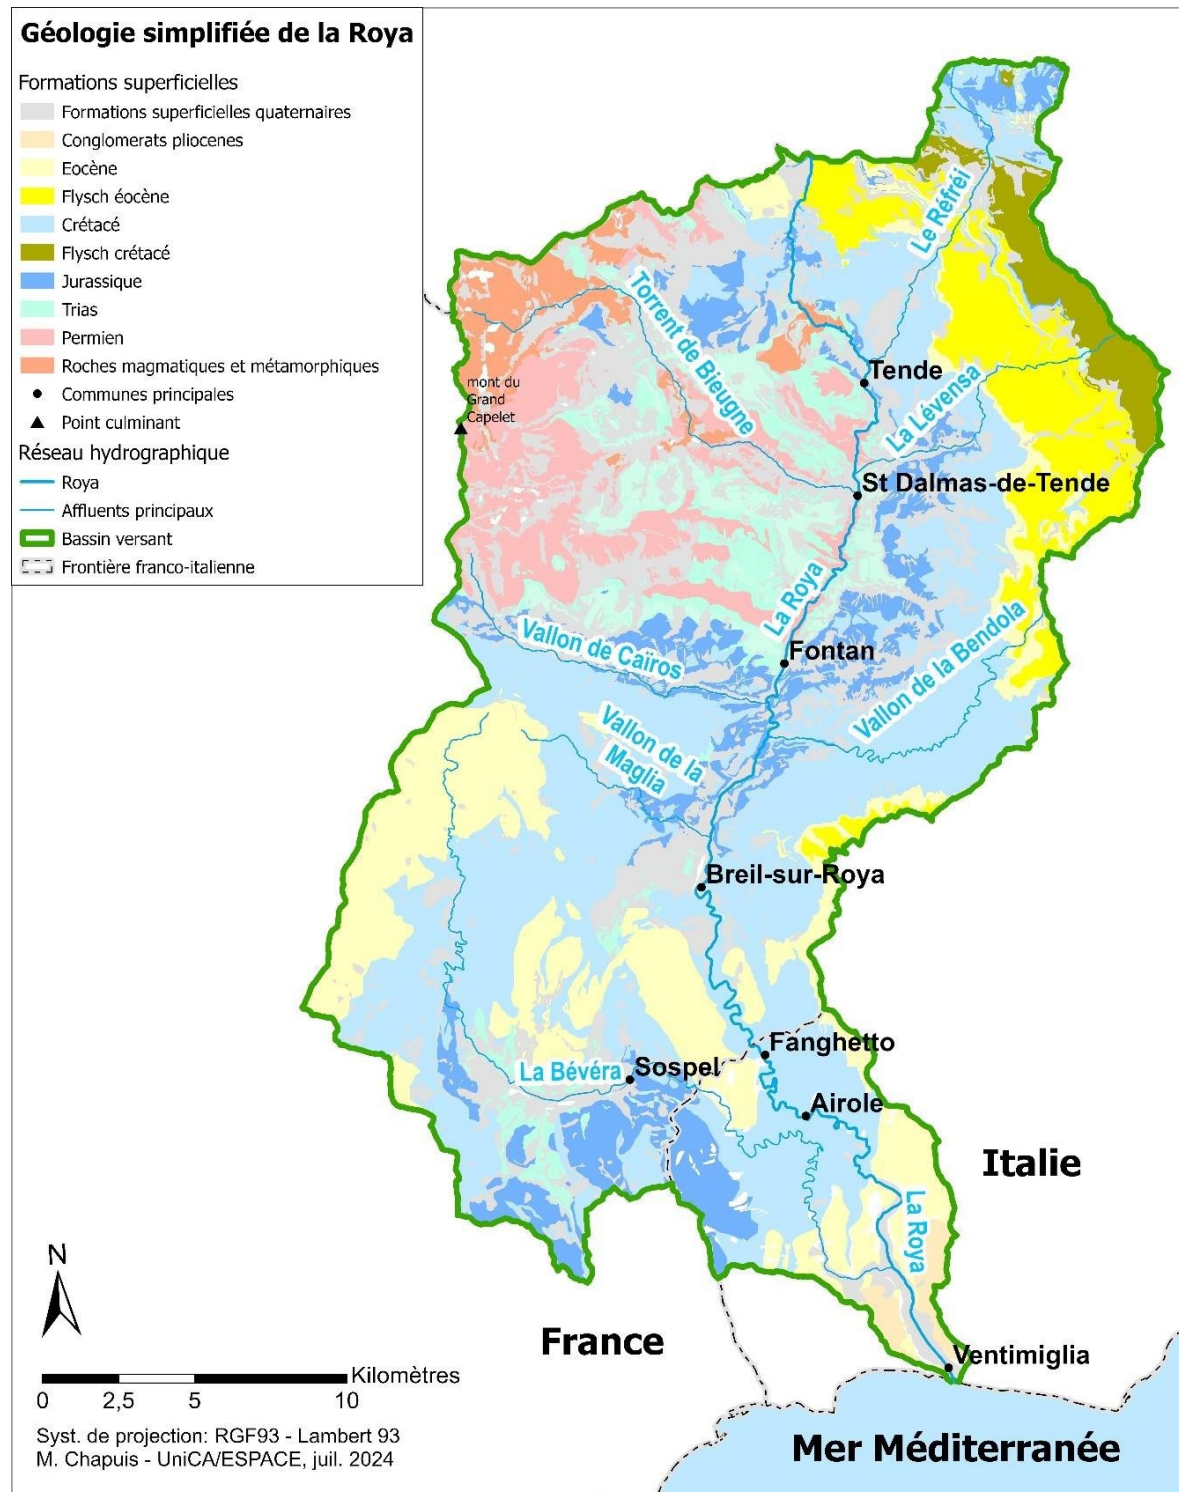 Géologie simplifiée de la Roya
Formations superficielles
Formations superficielles quaternaires
Conglomerats pliocenes
Eocène
Flysch éocène
Crétacé
Flysch crétacé
Jurassique
Trias
Permien
Roches magmatiques et métamorphiques
Communes principales
Point culminant
Réseau hydrographique
Roya
Affluents principaux
Bassin versant
Frontière franco-italienne
Le Réfréi
Torrent de Bieugne
mont du
Grand
Capelet
Tende
La Lévensa
St Dalmas-de-Tende
La Roya
Vallon de Cairos
Fontan
Vallon de la Bendola
Vallon de la
Maglia
Breil-sur-Roya
Fanghetto
La Bévéra
Sospel
Airole
Italie
La Roya
N
France
Ventimiglia
Kilomètres
0 2,5 5 10
Syst. de projection: RGF93 - Lambert 93
M. Chapuis - UniCA/ESPACE, juil. 2024
Mer Méditerranée